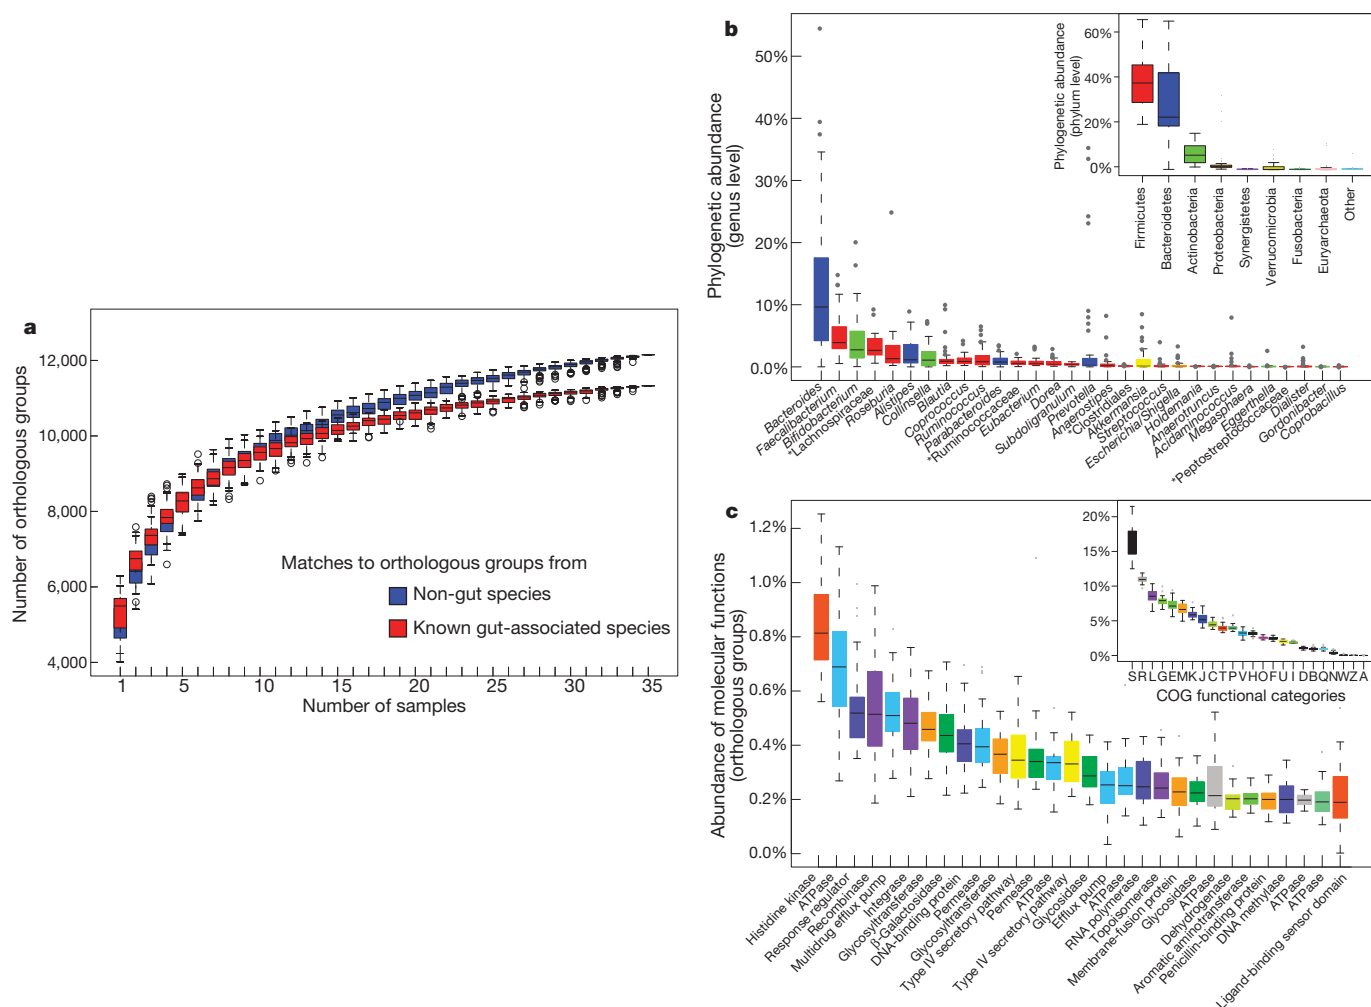 a
Number of orthologous groups
12,000
10,000
8,000
6,000
4,000
1
5
10
15
20
25
30
35
Number of samples
Matches to orthologous groups from
Non-gut species
Known gut-associated species
b
Phylogenetic abundance
(genus level)
50%
40%
30%
20%
10%
0.0%
Bacteroides
Faecalibacterium
Bifidobacterium
*Lachnospiraceae
Roseburia
Alistipes
Collinsella
Blautia
Coprococcus
Ruminococcus
Parabacteroides
*Ruminococcaceae
Eubacterium
Dorea
Subdoligranulum
Prevotella
Anaerostipes
*Clostridiales
Akkermansia
Streptococcus
Escherichia/Shigella
Holdemania
Anaerotruncus
Acidaminococcus
Megasphaera
Eggerthella
*Peptostreptococcaceae
Dialister
Gordonibacter
Coprobacillus
Phylogenetic abundance
(phylum level)
60%
40%
20%
0%
Firmicutes
Bacteroidetes
Actinobacteria
Proteobacteria
Synergistetes
Verrucomicrobia
Fusobacteria
Euryarchaeota
Other
c
Abundance of molecular functions
(orthologous groups)
1.2%
1.0%
0.8%
0.6%
0.4%
0.2%
0.0%
Histidine kinase
ATPase
Response regulator
Recombinase
Multidrug efflux pump
Integrase
Glycosyltransferase
β-Galactosidase
DNA-binding protein
Permease
Glycosyltransferase
Type IV secretory pathway
Permease
ATPase
Type IV secretory pathway
Glycosidase
Efflux pump
ATPase
RNA polymerase
Topoisomerase
Membrane-fusion protein
Glycosidase
ATPase
Dehydrogenase
Aromatic aminotransferase
Penicillin-binding protein
DNA methylase
ATPase
ATPase
Ligand-binding sensor domain
20%
15%
10%
5%
0%
SRLGEMKJCTPVHOFUIDBQNWZA
COG functional categories